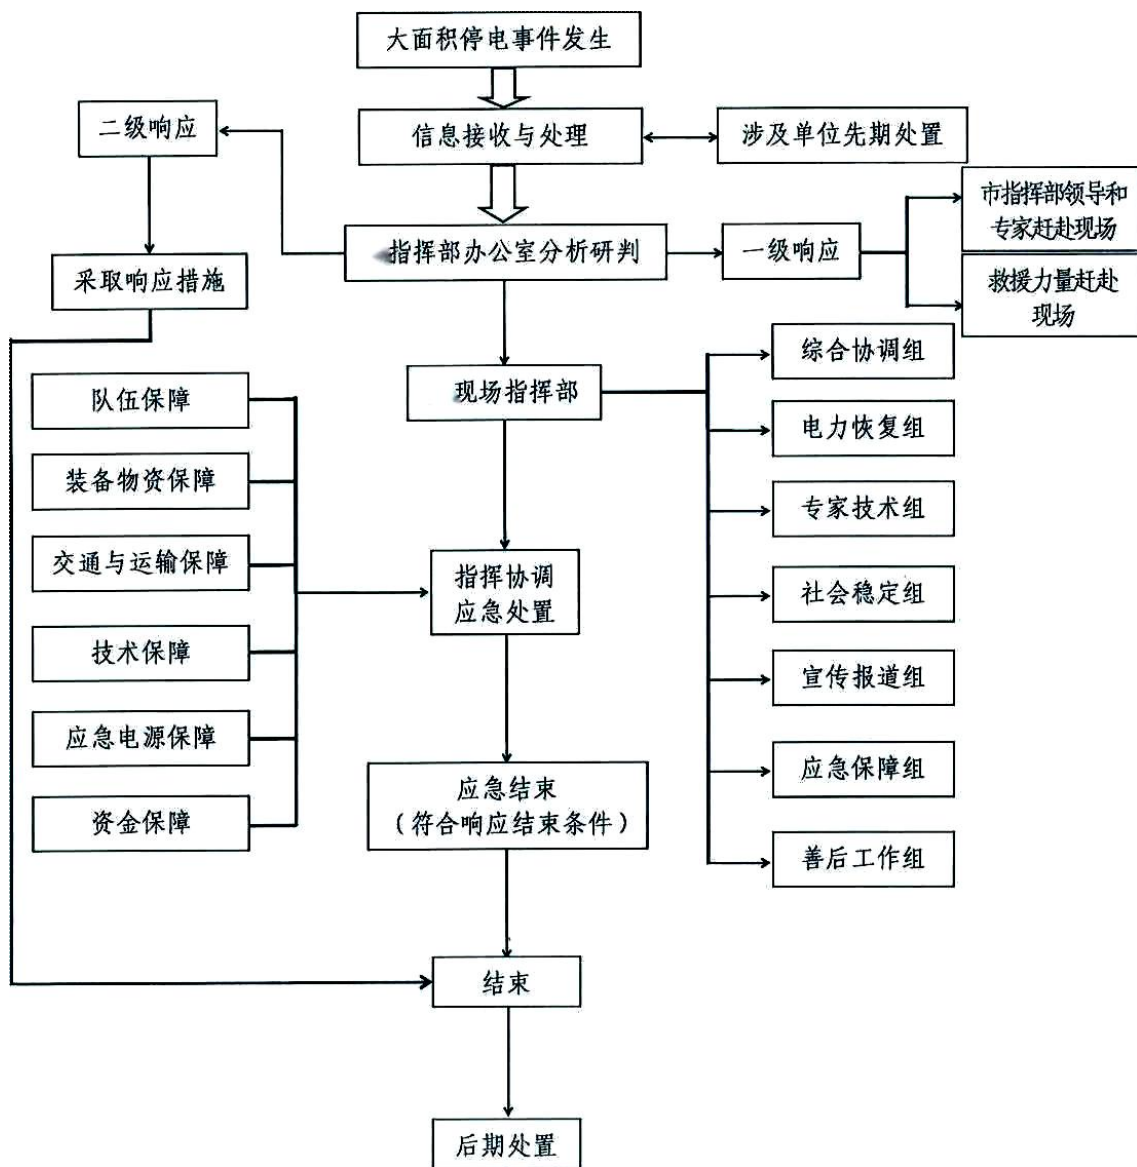 大面积停电事件发生
二级响应
信息接收与处理
涉及单位先期处置
市指挥部领导和
专家赶赴现场
指挥部办公室分析研判
一级响应
采取响应措施
救援力量赶赴
现场
综合协调组
现场指挥部
队伍保障
电力恢复组
装备物资保障
专家技术组
交通与运输保障
指挥协调
应急处置
社会稳定组
技术保障
宣传报道组
应急电源保障
应急保障组
应急结束
（符合响应结束条件）
资金保障
善后工作组
结束
后期处置